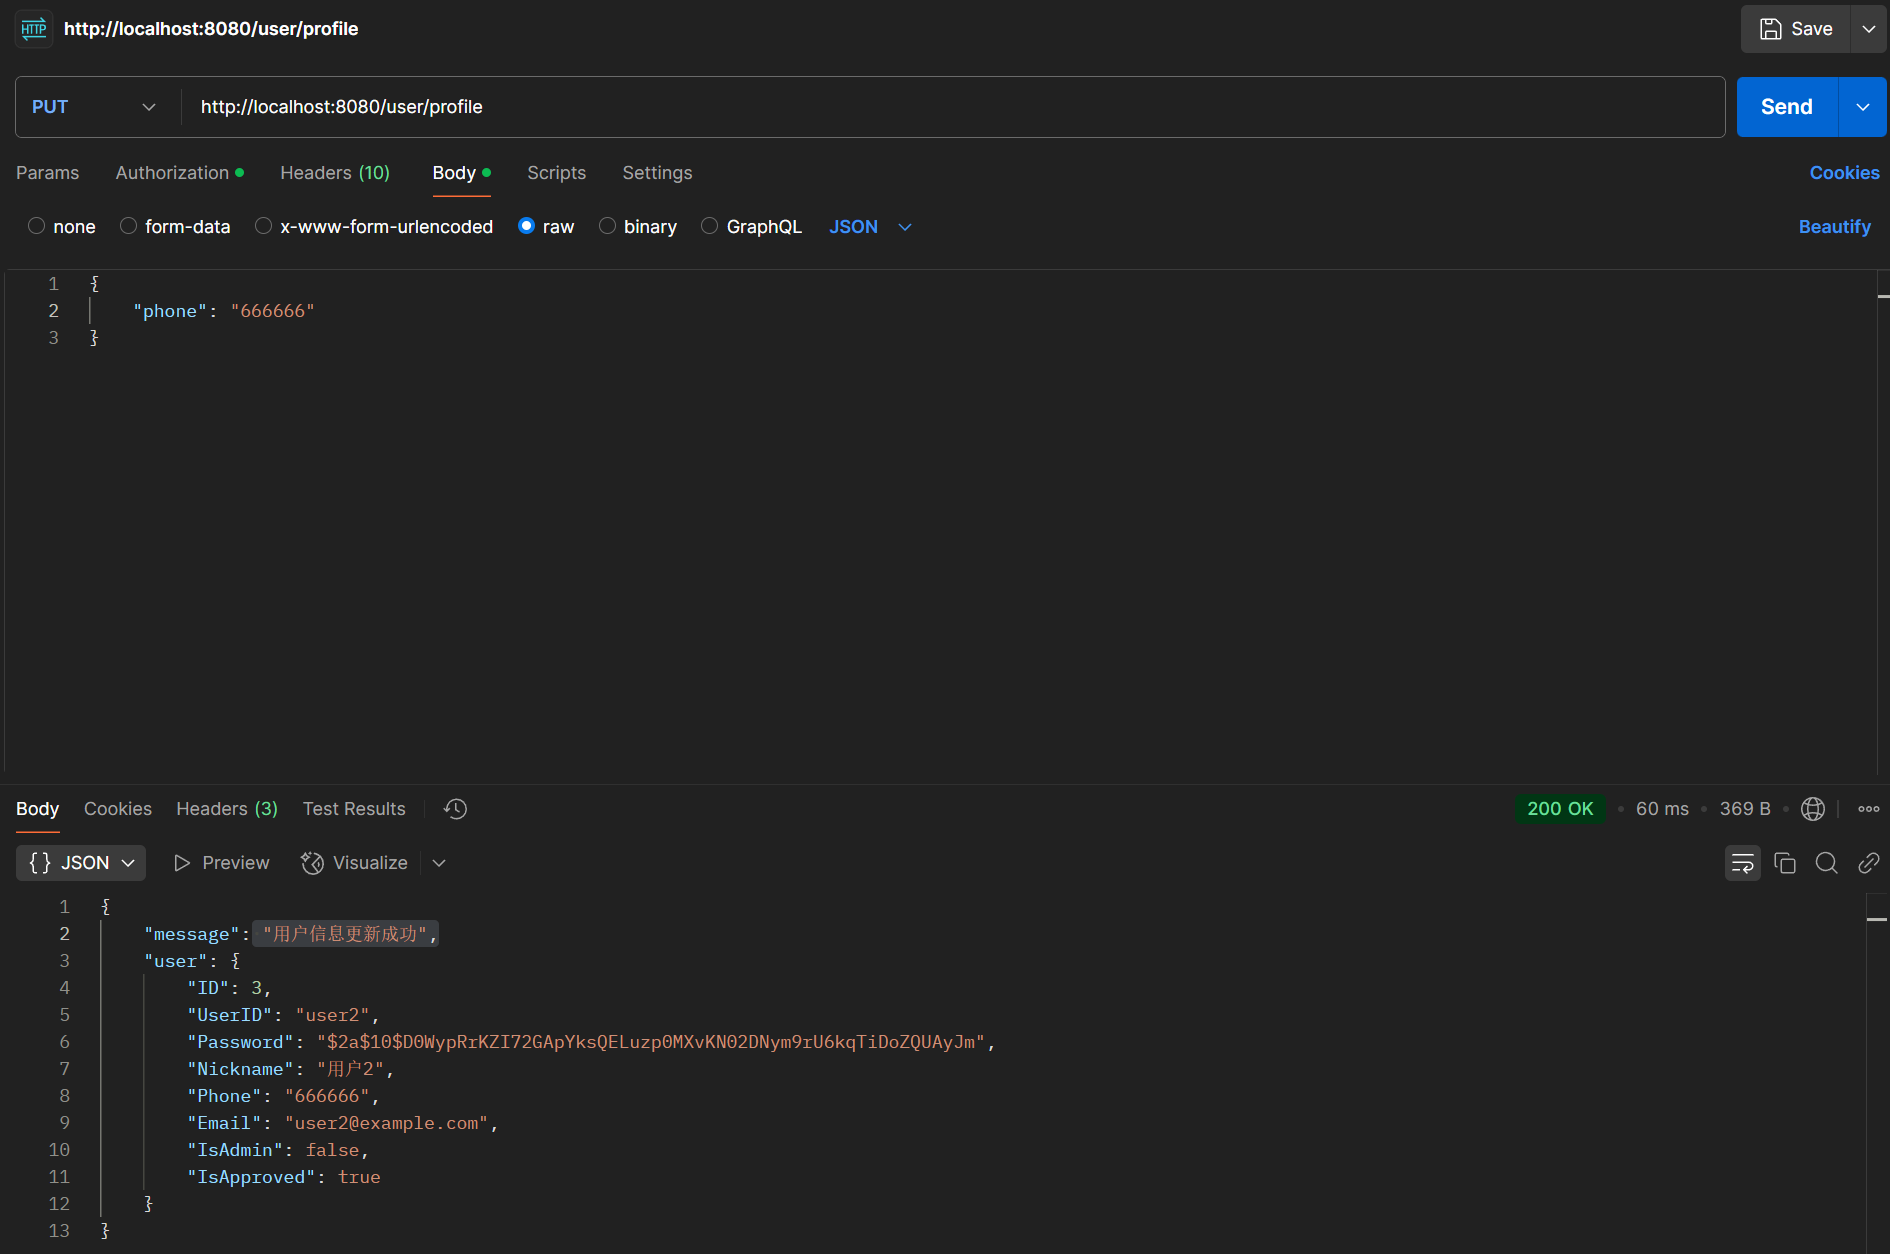 HTTP http://localhost:8080/user/profile Save
PUT http://localhost:8080/user/profile Send
Params Authorization Headers (10) Body Scripts Settings Cookies
none form-data x-www-form-urlencoded raw binary GraphQL JSON Beautify
1 {
2 "phone": "666666"
3 }
Body Cookies Headers (3) Test Results 200 OK 60 ms 369 B
{} JSON Preview Visualize
1 {
2 "message": "用户信息更新成功",
3 "user": {
4 "ID": 3,
5 "UserID": "user2",
6 "Password": "$2a$10$D0WypRrKZI72GApYksQELuzp0MXvKN02DNym9rU6kqTiDoZQUAyJm",
7 "Nickname": "用户2",
8 "Phone": "666666",
9 "Email": "user2@example.com",
10 "IsAdmin": false,
11 "IsApproved": true
12 }
13 }